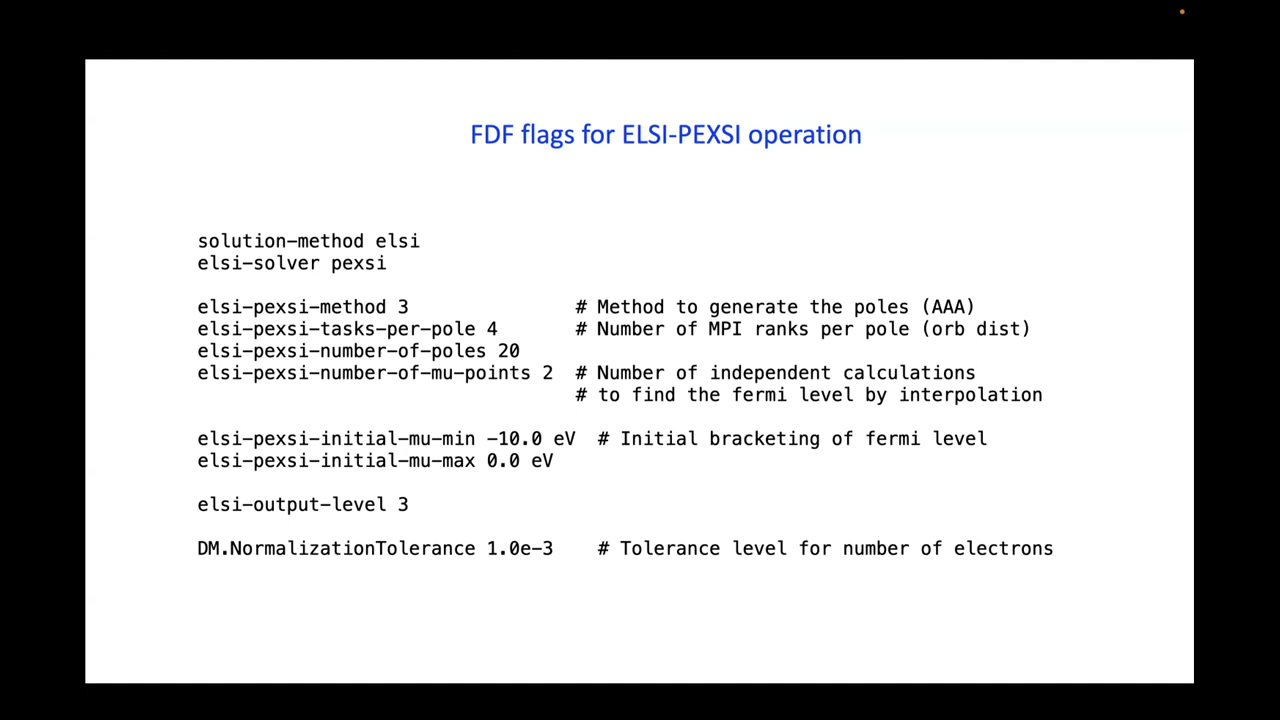 FDF flags for ELSI-PEXSI operation
solution-method elsi
elsi-solver pexsi
elsi-pexsi-method 3 # Method to generate the poles (AAA)
elsi-pexsi-tasks-per-pole 4 # Number of MPI ranks per pole (orb dist)
elsi-pexsi-number-of-poles 20
elsi-pexsi-number-of-mu-points 2 # Number of independent calculations
# to find the fermi level by interpolation
elsi-pexsi-initial-mu-min -10.0 eV # Initial bracketing of fermi level
elsi-pexsi-initial-mu-max 0.0 eV
elsi-output-level 3
DM.NormalizationTolerance 1.0e-3 # Tolerance level for number of electrons